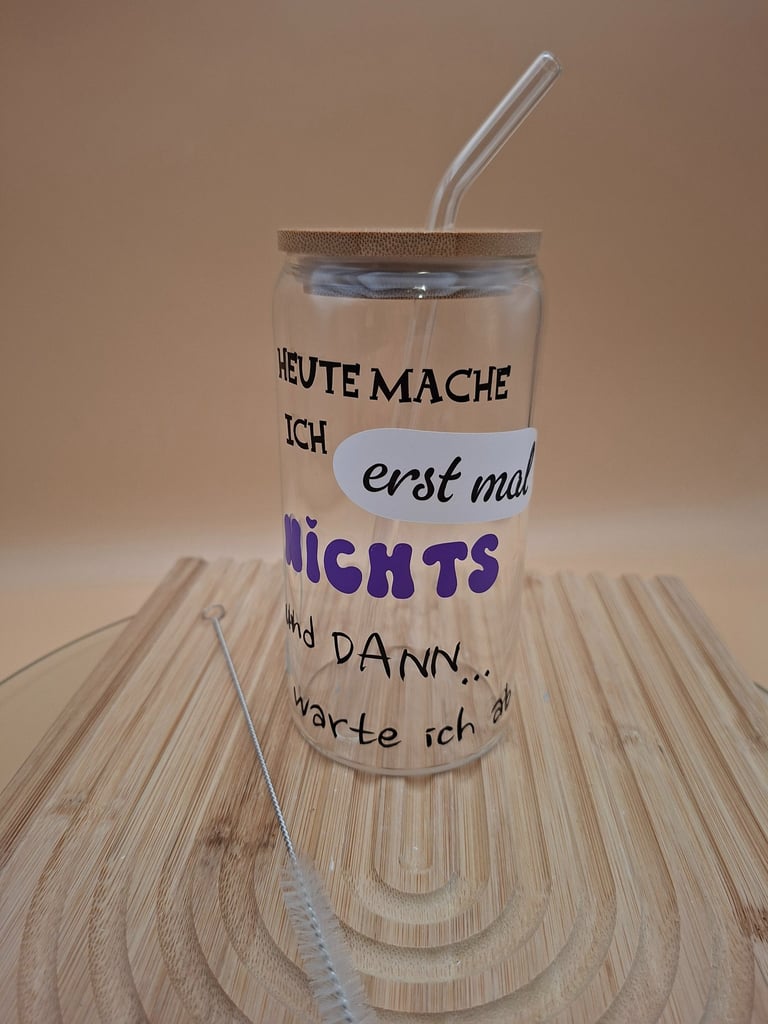 HEUTE MACHE
ICH erst mal
NiCHTS
und DANN...
warte ich ab